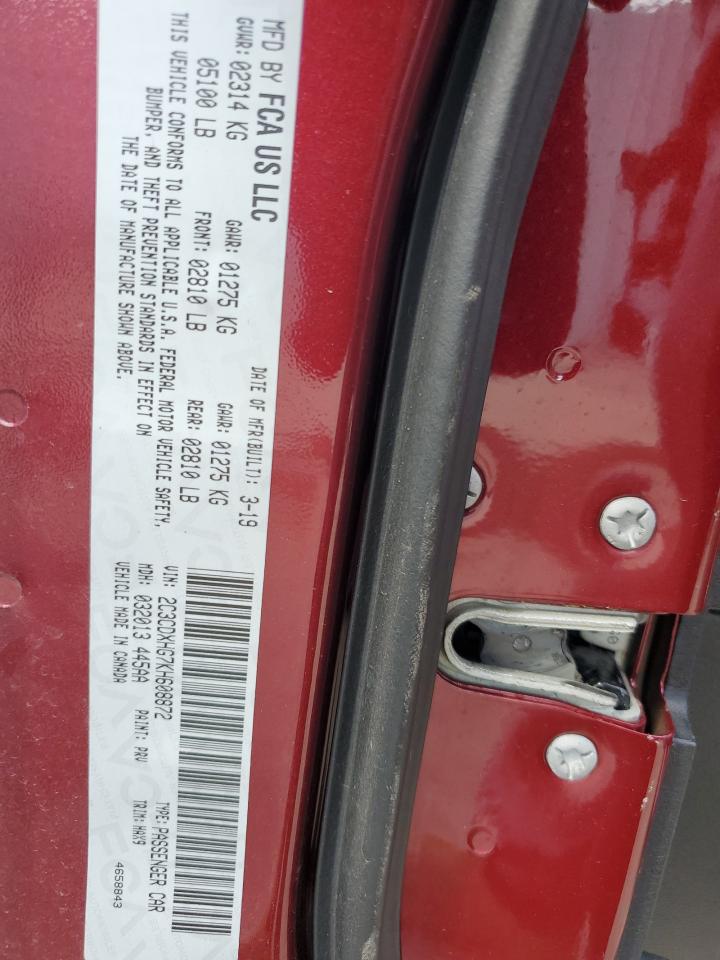 MFD BY FCA US LLC
DATE OF MFR(BUILT): 3-19
GVWR: 02314 KG GAWR: 01275 KG GAWR: 01275 KG
05100 LB FRONT: 02810 LB REAR: 02810 LB
THIS VEHICLE CONFORMS TO ALL APPLICABLE U.S.A. FEDERAL MOTOR VEHICLE SAFETY,
BUMPER, AND THEFT PREVENTION STANDARDS IN EFFECT ON
THE DATE OF MANUFACTURE SHOWN ABOVE.
VIN: 2C3CDXHG7KH608872 TYPE: PASSENGER CAR
MDH: 032013 445AA PAINT: PRV TRIM: HAX9
VEHICLE MADE IN CANADA 4658843